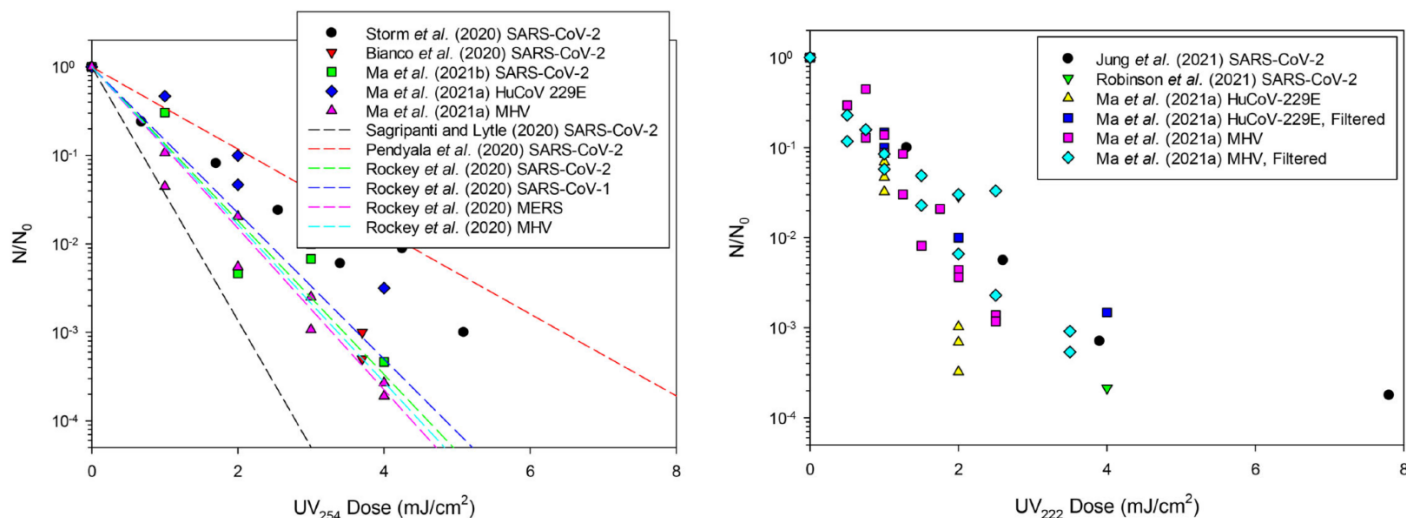 Storm et al. (2020) SARS-CoV-2
Bianco et al. (2020) SARS-CoV-2
Ma et al. (2021b) SARS-CoV-2
Ma et al. (2021a) HuCoV 229E
Ma et al. (2021a) MHV
Sagripanti and Lytle (2020) SARS-CoV-2
Pendyala et al. (2020) SARS-CoV-2
Rockey et al. (2020) SARS-CoV-2
Rockey et al. (2020) SARS-CoV-1
Rockey et al. (2020) MERS
Rockey et al. (2020) MHV
10⁰
10⁻¹
10⁻²
10⁻³
10⁻⁴
N/N₀
0 2 4 6 8
UV₂₅₄ Dose (mJ/cm²)
Jung et al (2021) SARS-CoV-2
Robinson et al. (2021) SARS-CoV-2
Ma et al. (2021a) HuCoV-229E
Ma et al. (2021a) HuCoV-229E, Filtered
Ma et al. (2021a) MHV
Ma et al. (2021a) MHV, Filtered
10⁰
10⁻¹
10⁻²
10⁻³
10⁻⁴
N/N₀
0 2 4 6 8
UV₂₂₂ Dose (mJ/cm²)